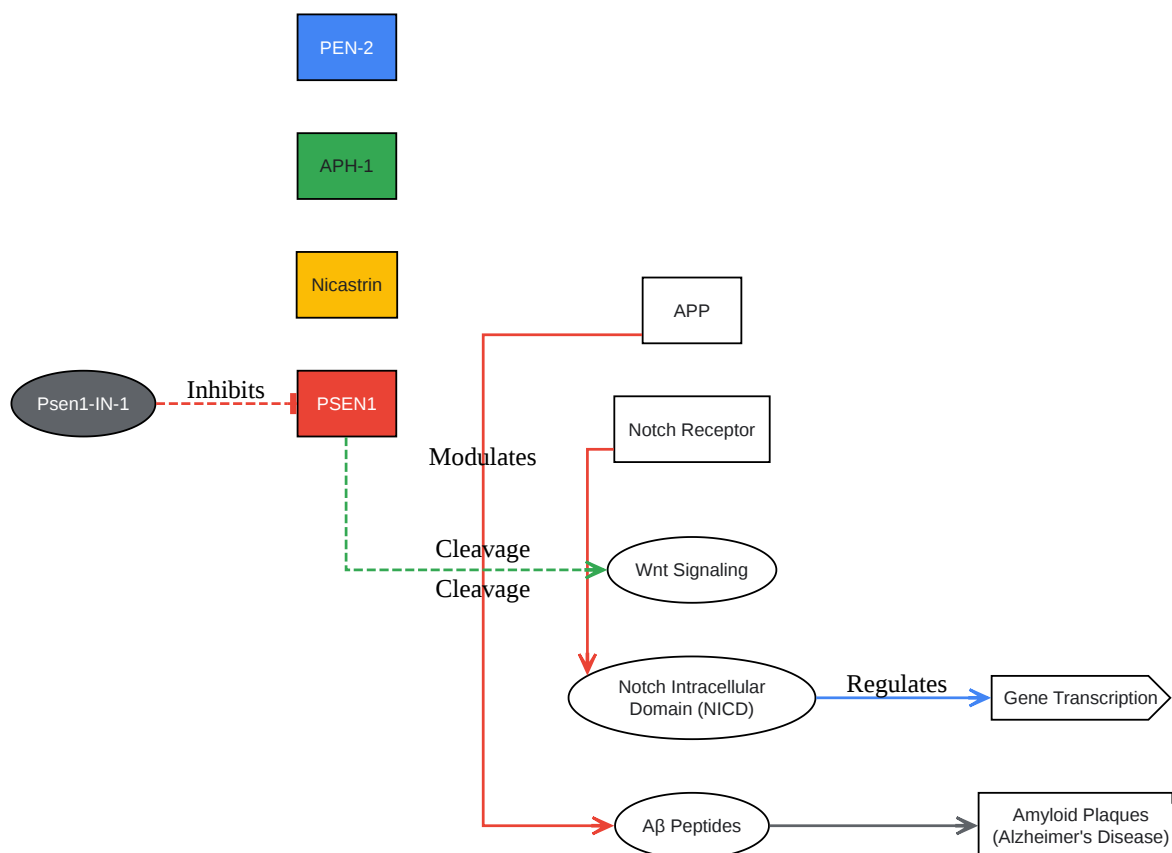 PEN-2
APH-1
Nicastrin
APP
Psen1-IN-1
Inhibits
PSEN1
Notch Receptor
Modulates
Cleavage
Wnt Signaling
Cleavage
Notch Intracellular
Domain (NICD)
Regulates
Gene Transcription
Aβ Peptides
Amyloid Plaques
(Alzheimer's Disease)